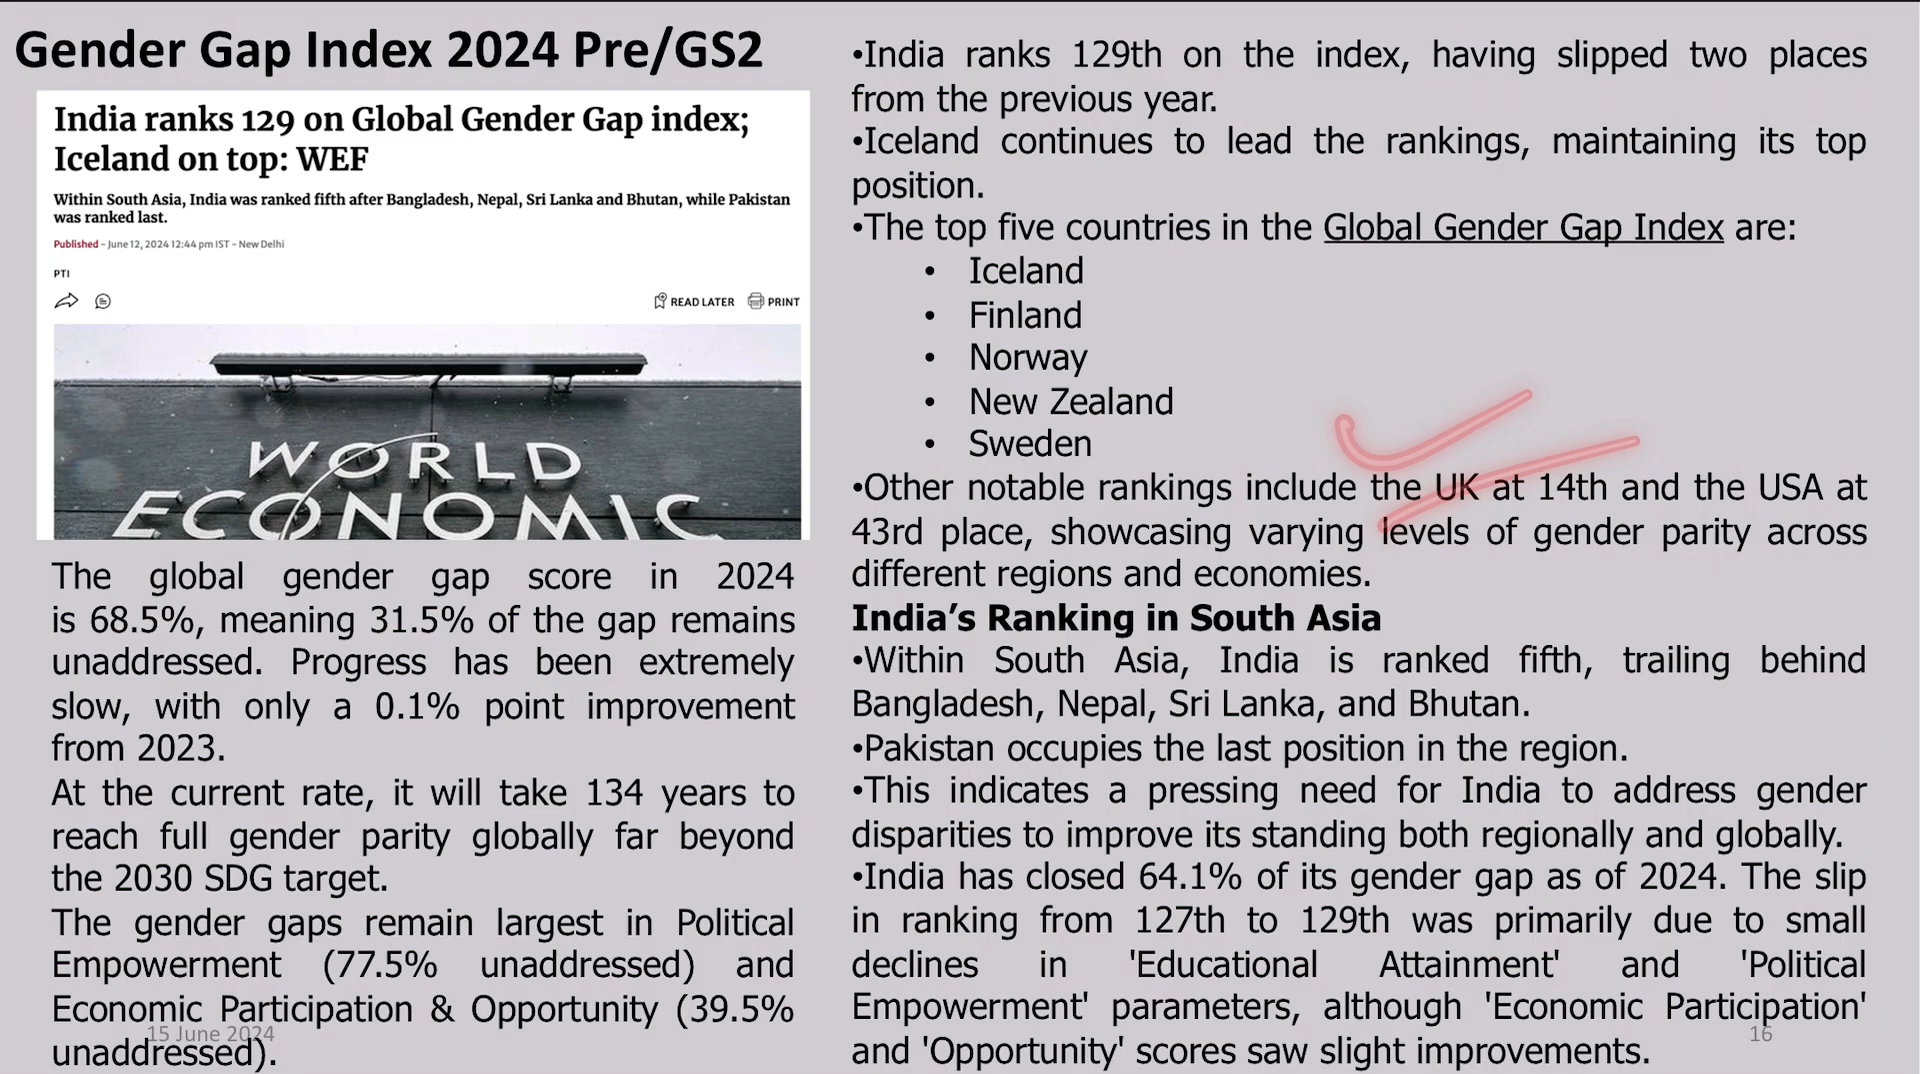 Gender Gap Index 2024 Pre/GS2
India ranks 129 on Global Gender Gap index;
Iceland on top: WEF
Within South Asia, India was ranked fifth after Bangladesh, Nepal, Sri Lanka and Bhutan, while Pakistan
was ranked last.
Published - June 12, 2024 12:44 pm IST - New Delhi
PTI
READ LATER PRINT
WORLD
ECONOMIC
The global gender gap score in 2024
is 68.5%, meaning 31.5% of the gap remains
unaddressed. Progress has been extremely
slow, with only a 0.1% point improvement
from 2023.
At the current rate, it will take 134 years to
reach full gender parity globally far beyond
the 2030 SDG target.
The gender gaps remain largest in Political
Empowerment (77.5% unaddressed) and
Economic Participation & Opportunity (39.5%
unaddressed).
15 June 2024
•India ranks 129th on the index, having slipped two places
from the previous year.
•Iceland continues to lead the rankings, maintaining its top
position.
•The top five countries in the Global Gender Gap Index are:
• Iceland
• Finland
• Norway
• New Zealand
• Sweden
•Other notable rankings include the UK at 14th and the USA at
43rd place, showcasing varying levels of gender parity across
different regions and economies.
India’s Ranking in South Asia
•Within South Asia, India is ranked fifth, trailing behind
Bangladesh, Nepal, Sri Lanka, and Bhutan.
•Pakistan occupies the last position in the region.
•This indicates a pressing need for India to address gender
disparities to improve its standing both regionally and globally.
•India has closed 64.1% of its gender gap as of 2024. The slip
in ranking from 127th to 129th was primarily due to small
declines in 'Educational Attainment' and 'Political
Empowerment' parameters, although 'Economic Participation'
and 'Opportunity' scores saw slight improvements.
16